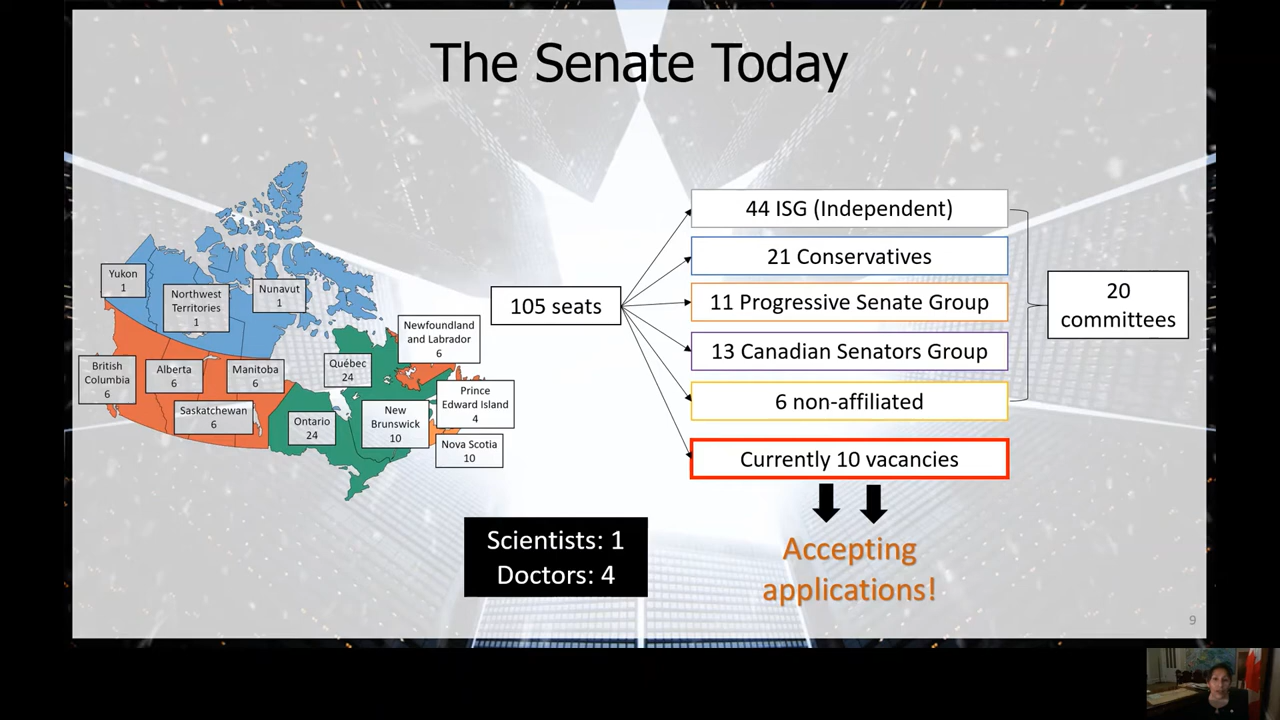 The Senate Today
Yukon
1
Northwest
Territories
1
Nunavut
1
British
Columbia
6
Alberta
6
Manitoba
6
Saskatchewan
6
Ontario
24
Québec
24
Newfoundland
and Labrador
6
New
Brunswick
10
Prince
Edward Island
4
Nova Scotia
10
105 seats
44 ISG (Independent)
21 Conservatives
11 Progressive Senate Group
13 Canadian Senators Group
6 non-affiliated
Currently 10 vacancies
20
committees
Accepting
applications!
Scientists: 1
Doctors: 4
9